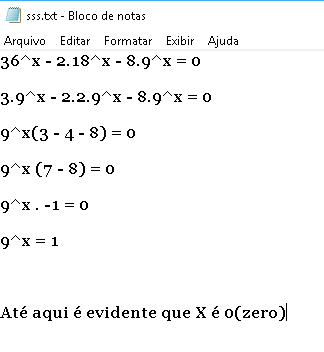 sss.txt - Bloco de notas
Arquivo Editar Formatar Exibir Ajuda
36^x - 2.18^x - 8.9^x = 0
3.9^x - 2.2.9^x - 8.9^x = 0
9^x(3 - 4 - 8) = 0
9^x (7 - 8) = 0
9^x . -1 = 0
9^x = 1
Até aqui é evidente que X é 0(zero)